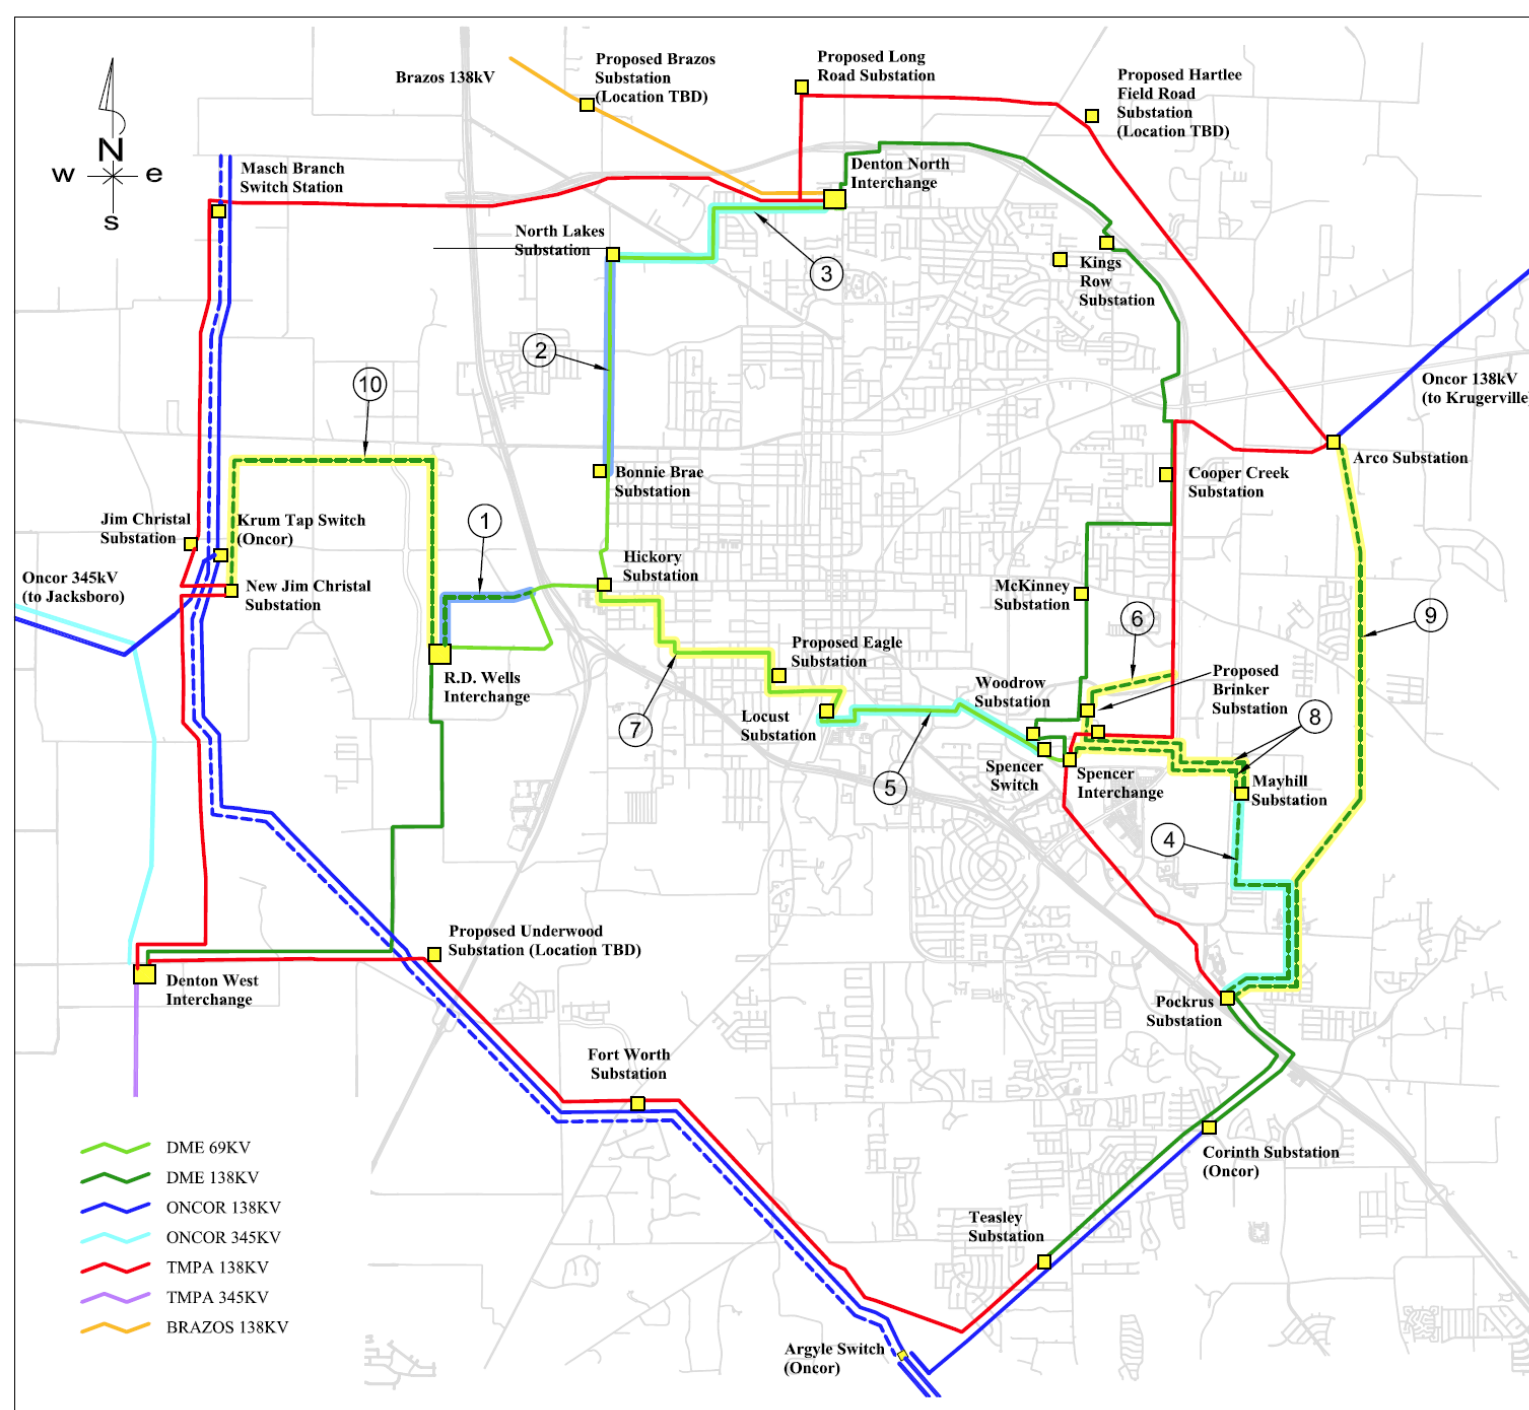 Brazos 138kV
Proposed Brazos
Substation
(Location TBD)
Proposed Long
Road Substation
Proposed Hartlee
Field Road
Substation
(Location TBD)
N
w
e
s
Masch Branch
Switch Station
Denton North
Interchange
North Lakes
Substation
3
Kings
Row
Substation
2
10
Oncor 138kV
(to Krugerville)
Arco Substation
Bonnie Brae
Substation
Cooper Creek
Substation
Jim Christal
Substation
Krum Tap Switch
(Oncor)
1
Oncor 345kV
(to Jacksboro)
New Jim Christal
Substation
Hickory
Substation
McKinney
Substation
6
9
Proposed Eagle
Substation
R.D. Wells
Interchange
Woodrow
Substation
Proposed
Brinker
Substation
7
Locust
Substation
8
5
Spencer
Switch
Spencer
Interchange
Mayhill
Substation
4
Proposed Underwood
Substation (Location TBD)
Denton West
Interchange
Pockrus
Substation
Fort Worth
Substation
DME 69KV
DME 138KV
ONCOR 138KV
ONCOR 345KV
TMPA 138KV
TMPA 345KV
BRAZOS 138KV
Corinth Substation
(Oncor)
Teasley
Substation
Argyle Switch
(Oncor)